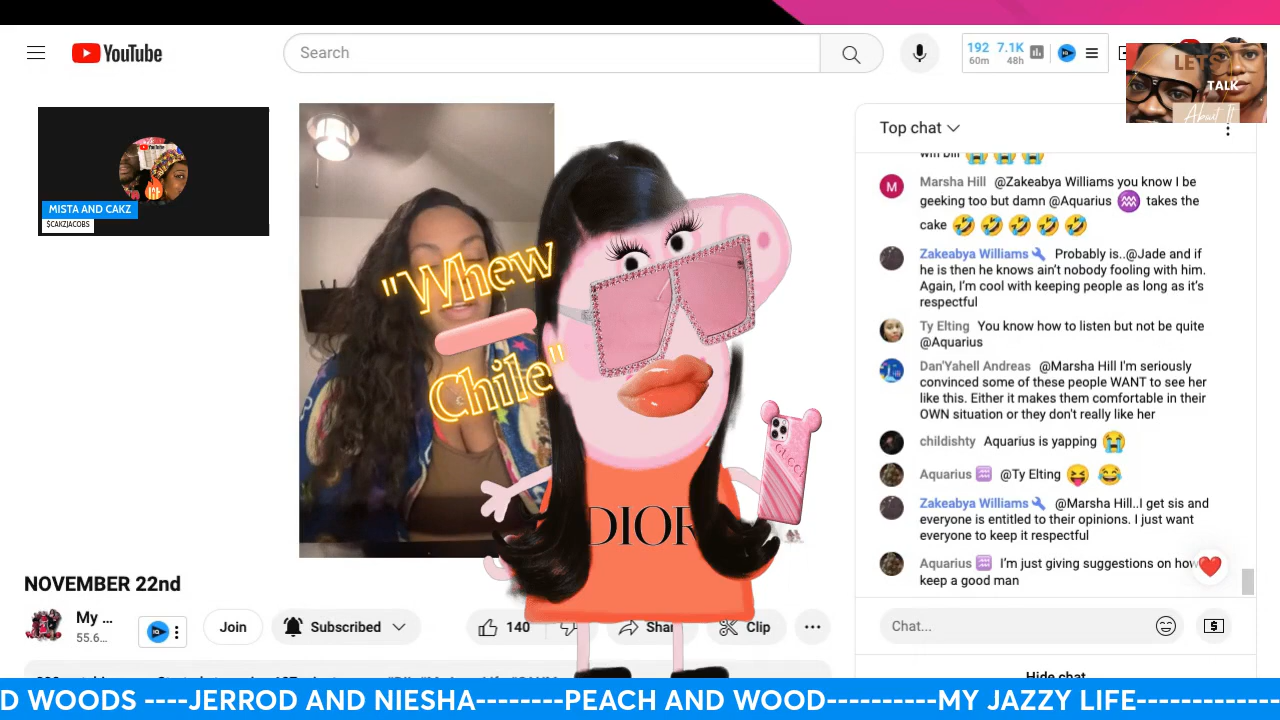 YouTube
Search
192 7.1K
60m 48h
LETS
TALK
About It
Top chat
will bill
Marsha Hill @Zakeabya Williams you know I be
geeking too but damn @Aquarius ♒ takes the
cake 🤣 🤣 🤣 🤣 🤣
Zakeabya Williams Probably is..@Jade and if
he is then he knows ain't nobody fooling with him.
Again, I'm cool with keeping people as long as it's
respectful
Ty Elting You know how to listen but not be quite
@Aquarius
Dan'Yahell Andreas @Marsha Hill I'm seriously
convinced some of these people WANT to see her
like this. Either it makes them comfortable in their
OWN situation or they don't really like her
childishty Aquarius is yapping 😭
Aquarius ♒ @Ty Elting 😝 😂
Zakeabya Williams @Marsha Hill..I get sis and
everyone is entitled to their opinions. I just want
everyone to keep it respectful
Aquarius ♒ I'm just giving suggestions on how
keep a good man
Chat...
Hide chat
MISTA AND CAKZ
$CAKZJACOBS
"Whew
Chile"
GUCCI
DIOR
NOVEMBER 22nd
My ...
55.6...
Join
Subscribed
140
Shar
Clip
D WOODS ----JERROD AND NIESHA--------PEACH AND WOOD----------MY JAZZY LIFE-------------